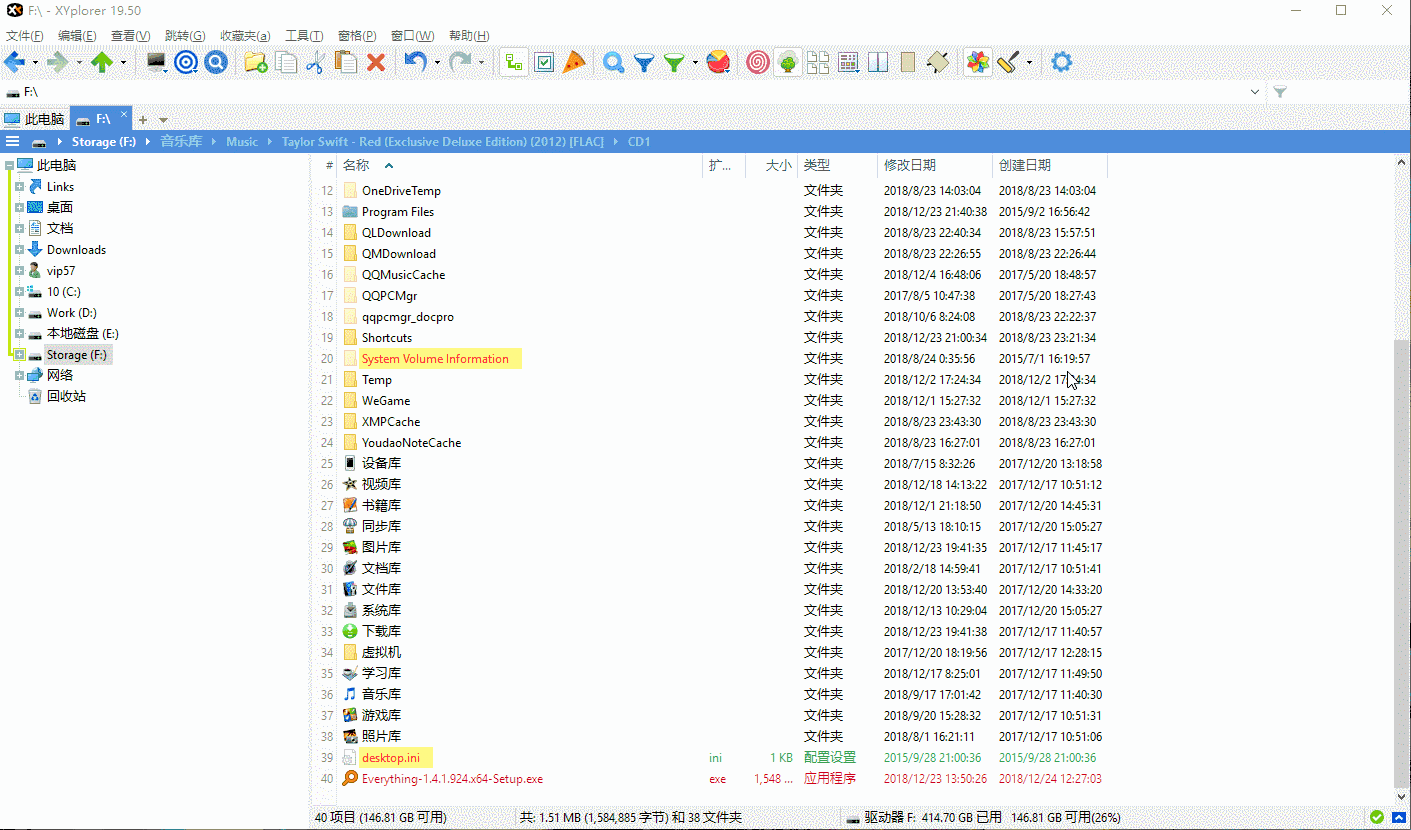 F:\ - XYplorer 19.50
文件(F) 编辑(E) 查看(V) 跳转(G) 收藏夹(a) 工具(T) 窗格(P) 窗口(W) 帮助(H)
F:\
此电脑 F:\
Storage (F:) 音乐库 Music Taylor Swift - Red (Exclusive Deluxe Edition) (2012) [FLAC] CD1
此电脑
Links
桌面
文档
Downloads
vip57
10 (C:)
Work (D:)
本地磁盘 (E:)
Storage (F:)
网络
回收站
# 名称 扩... 大小 类型 修改日期 创建日期
12 OneDriveTemp 文件夹 2018/8/23 14:03:04 2018/8/23 14:03:04
13 Program Files 文件夹 2018/12/23 21:40:38 2015/9/2 16:56:42
14 QLDownload 文件夹 2018/8/23 22:40:34 2018/8/23 15:57:51
15 QMDownload 文件夹 2018/8/23 22:26:55 2018/8/23 22:26:44
16 QQMusicCache 文件夹 2018/12/4 16:48:06 2017/5/20 18:48:57
17 QQPCMgr 文件夹 2017/8/5 10:47:38 2017/5/20 18:27:43
18 qqpcmgr_docpro 文件夹 2018/10/6 8:24:08 2018/8/23 22:22:37
19 Shortcuts 文件夹 2018/12/23 21:00:34 2018/8/23 23:21:34
20 System Volume Information 文件夹 2018/8/24 0:35:56 2015/7/1 16:19:57
21 Temp 文件夹 2018/12/2 17:24:34 2018/12/2 17:24:34
22 WeGame 文件夹 2018/12/1 15:27:32 2018/12/1 15:27:32
23 XMPCache 文件夹 2018/8/23 23:43:30 2018/8/23 23:43:30
24 YoudaoNoteCache 文件夹 2018/8/23 16:27:01 2018/8/23 16:27:01
25 设备库 文件夹 2018/7/15 8:32:26 2017/12/20 13:18:58
26 视频库 文件夹 2018/12/18 14:13:22 2017/12/17 10:51:12
27 书籍库 文件夹 2018/12/1 21:18:50 2017/12/20 14:45:31
28 同步库 文件夹 2018/5/13 18:10:15 2017/12/20 15:05:27
29 图片库 文件夹 2018/12/23 19:41:35 2017/12/17 11:45:17
30 文档库 文件夹 2018/2/18 14:59:41 2017/12/17 10:51:41
31 文件库 文件夹 2018/12/20 13:53:40 2017/12/20 14:33:20
32 系统库 文件夹 2018/12/13 10:29:04 2017/12/20 15:05:27
33 下载库 文件夹 2018/12/23 19:41:38 2017/12/17 11:40:57
34 虚拟机 文件夹 2017/12/20 18:19:56 2017/12/17 12:28:15
35 学习库 文件夹 2018/12/17 8:25:01 2017/12/17 11:49:50
36 音乐库 文件夹 2018/9/17 17:01:42 2017/12/17 11:40:30
37 游戏库 文件夹 2018/9/20 15:28:32 2017/12/17 10:51:31
38 照片库 文件夹 2018/8/1 16:21:11 2017/12/17 10:51:06
39 desktop.ini ini 1 KB 配置设置 2015/9/28 21:00:36 2015/9/28 21:00:36
40 Everything-1.4.1.924.x64-Setup.exe exe 1,548 ... 应用程序 2018/12/23 13:50:26 2018/12/24 12:27:03
40 项目 (146.81 GB 可用) 共: 1.51 MB (1,584,885 字节) 和 38 文件夹 驱动器 F: 414.70 GB 已用 146.81 GB 可用(26%)